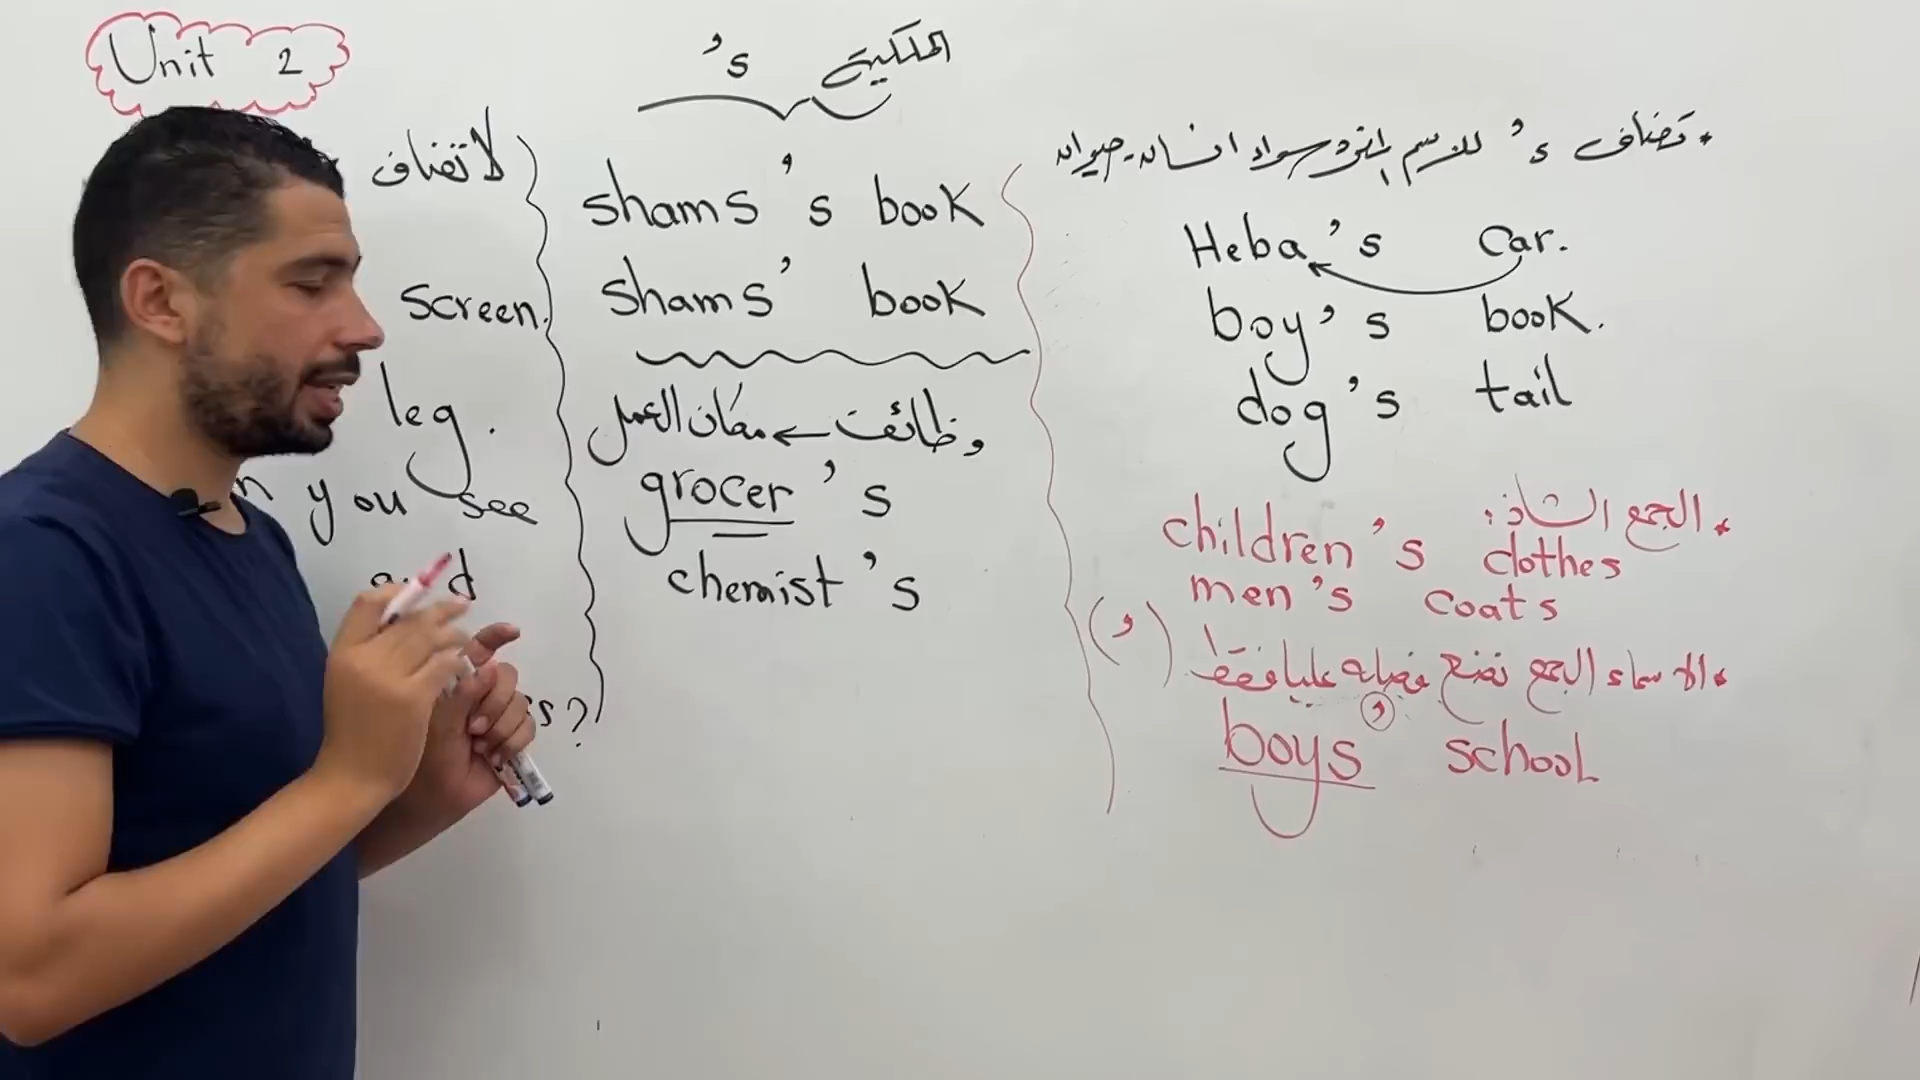 Unit 2
's الملكية
* تضاف s' للاسم المفرد سواء انسان - حيوان
Heba's Car.
boy's book.
dog's tail
* الجمع الشاذ:
children's clothes
men's coats
* الاسماء الجمع نضع فصله عليا فقط (')
boys' school
shams's book
shams' book
وظائف ← مكان العمل
grocer's
chemist's
لا تضاف
screen.
leg.
you see